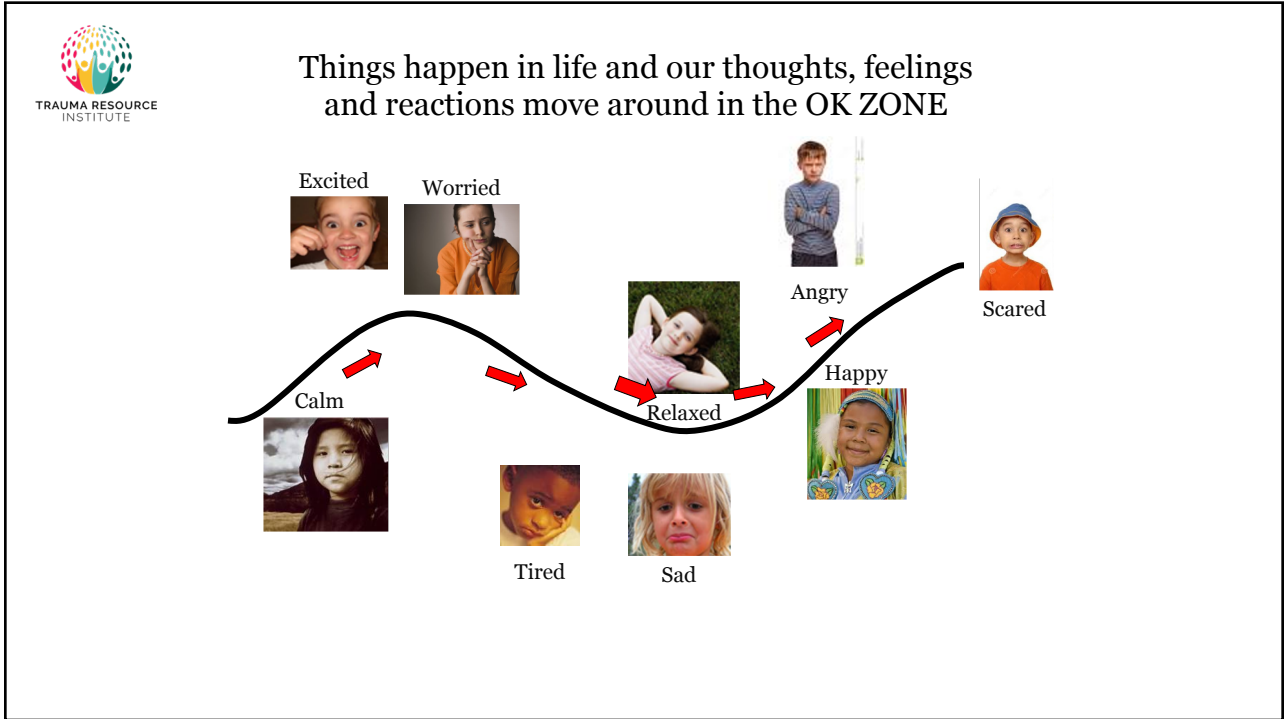 TRAUMA RESOURCE
INSTITUTE
Things happen in life and our thoughts, feelings
and reactions move around in the OK ZONE
Excited
Worried
Angry
Scared
Calm
Relaxed
Happy
Tired
Sad